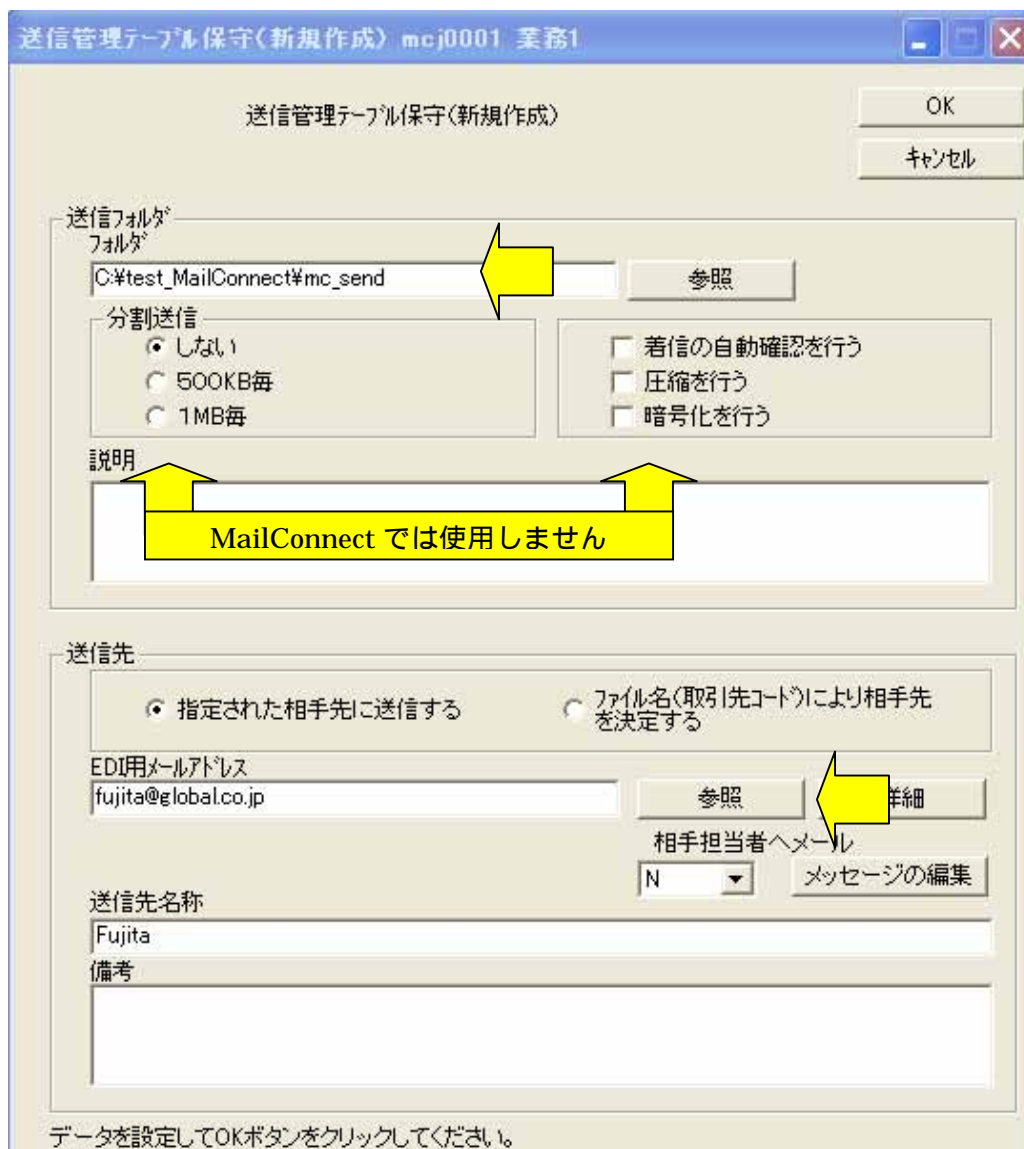 送信管理ﾃｰﾌﾞﾙ保守(新規作成) mcj0001 業務1
送信管理ﾃｰﾌﾞﾙ保守(新規作成)
OK
ｷｬﾝｾﾙ
送信ﾌｫﾙﾀﾞ
ﾌｫﾙﾀﾞ
C:¥test_MailConnect¥mc_send
参照
分割送信
しない
500KB毎
1MB毎
着信の自動確認を行う
圧縮を行う
暗号化を行う
説明
MailConnect では使用しません
送信先
指定された相手先に送信する
ﾌｧｲﾙ名(取引先ｺｰﾄﾞ)により相手先
を決定する
EDI用ﾒｰﾙｱﾄﾞﾚｽ
fujita@global.co.jp
参照
詳細
相手担当者へメール
N
メッセージの編集
送信先名称
Fujita
備考
データを設定してOKボタンをクリックしてください。